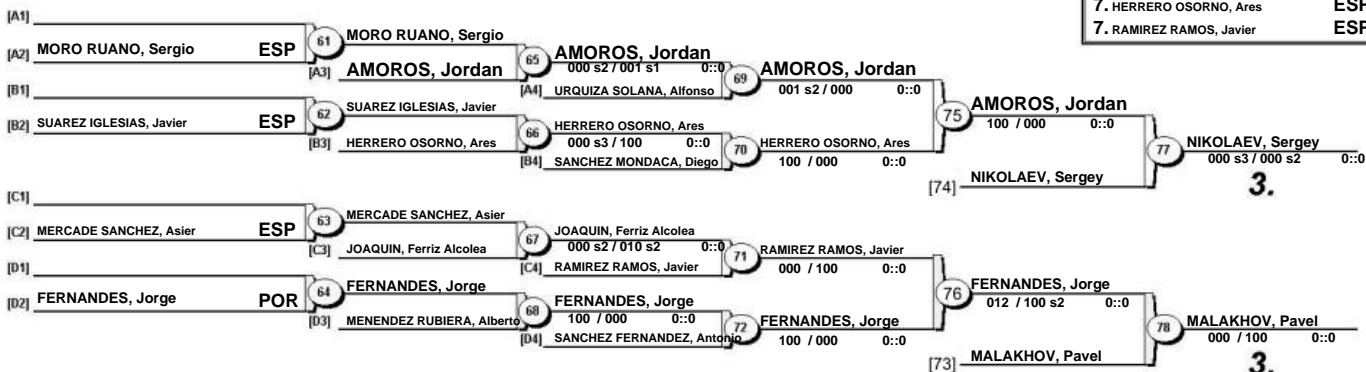 7. HERRERO OSORNO, Ares ESP
7. RAMIREZ RAMOS, Javier ESP
[A1]
[A2] MORO RUANO, Sergio ESP
61
MORO RUANO, Sergio
[A3] AMOROS, Jordan
65
AMOROS, Jordan
000 s2 / 001 s1 0::0
[A4] URQUIZA SOLANA, Alfonso
69
AMOROS, Jordan
001 s2 / 000 0::0
[B1]
[B2] SUAREZ IGLESIAS, Javier ESP
62
SUAREZ IGLESIAS, Javier
[B3] HERRERO OSORNO, Ares
66
HERRERO OSORNO, Ares
000 s3 / 100 0::0
[B4] SANCHEZ MONDACA, Diego
70
HERRERO OSORNO, Ares
100 / 000 0::0
75
AMOROS, Jordan
100 / 000 0::0
[74] NIKOLAEV, Sergey
77
NIKOLAEV, Sergey
000 s3 / 000 s2 0::0
3.
[C1]
[C2] MERCADE SANCHEZ, Asier ESP
63
MERCADE SANCHEZ, Asier
[C3] JOAQUIN, Ferriz Alcolea
67
JOAQUIN, Ferriz Alcolea
000 s2 / 010 s2 0::0
[C4] RAMIREZ RAMOS, Javier
71
RAMIREZ RAMOS, Javier
000 / 100 0::0
[D1]
[D2] FERNANDES, Jorge POR
64
FERNANDES, Jorge
[D3] MENENDEZ RUBIERA, Alberto
68
FERNANDES, Jorge
100 / 000 0::0
[D4] SANCHEZ FERNANDEZ, Antonio
72
FERNANDES, Jorge
100 / 000 0::0
76
FERNANDES, Jorge
012 / 100 s2 0::0
[73] MALAKHOV, Pavel
78
MALAKHOV, Pavel
000 / 100 0::0
3.